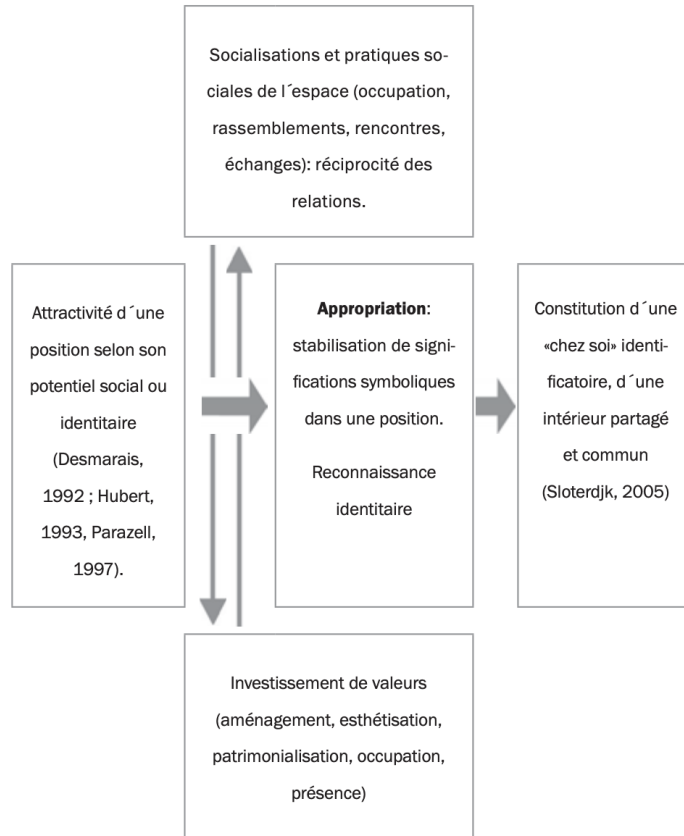 Socialisations et pratiques so-
ciales de l´espace (occupation,
rassemblements, rencontres,
échanges): réciprocité des
relations.
Attractivité d´une
position selon son
potentiel social ou
identitaire
(Desmarais,
1992 ; Hubert,
1993, Parazell,
1997).
Appropriation:
stabilisation de signi-
fications symboliques
dans une position.
Reconnaissance
identitaire
Constitution d´une
«chez soi» identi-
ficatoire, d´une
intérieur partagé
et commun
(Sloterdjk, 2005)
Investissement de valeurs
(aménagement, esthétisation,
patrimonialisation, occupation,
présence)